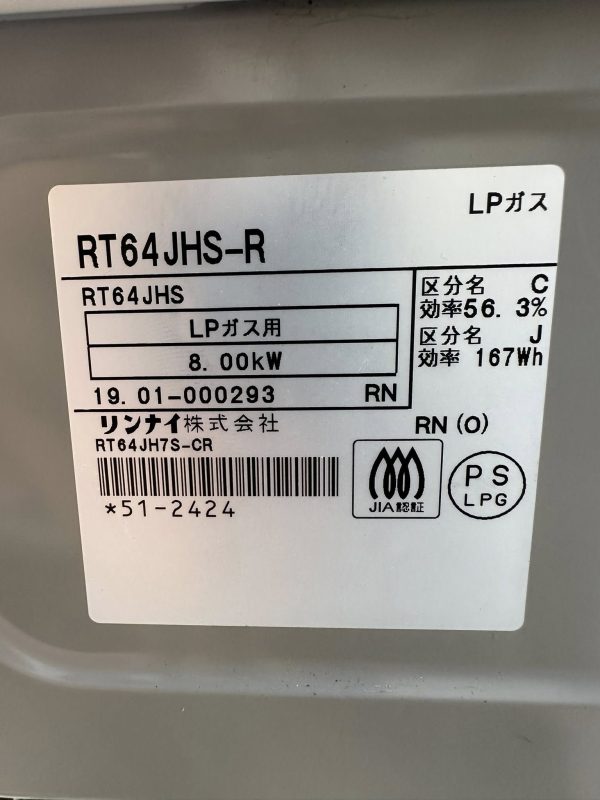 LPガス
RT64JHS-R
RT64JHS
LPガス用
8.00kW
19.01-000293 RN
区分名 C
効率56.3%
区分名 J
効率 167Wh
リンナイ株式会社
RN(O)
RT64JH7S-CR
*51-2424
JIA認証
PS
LPG